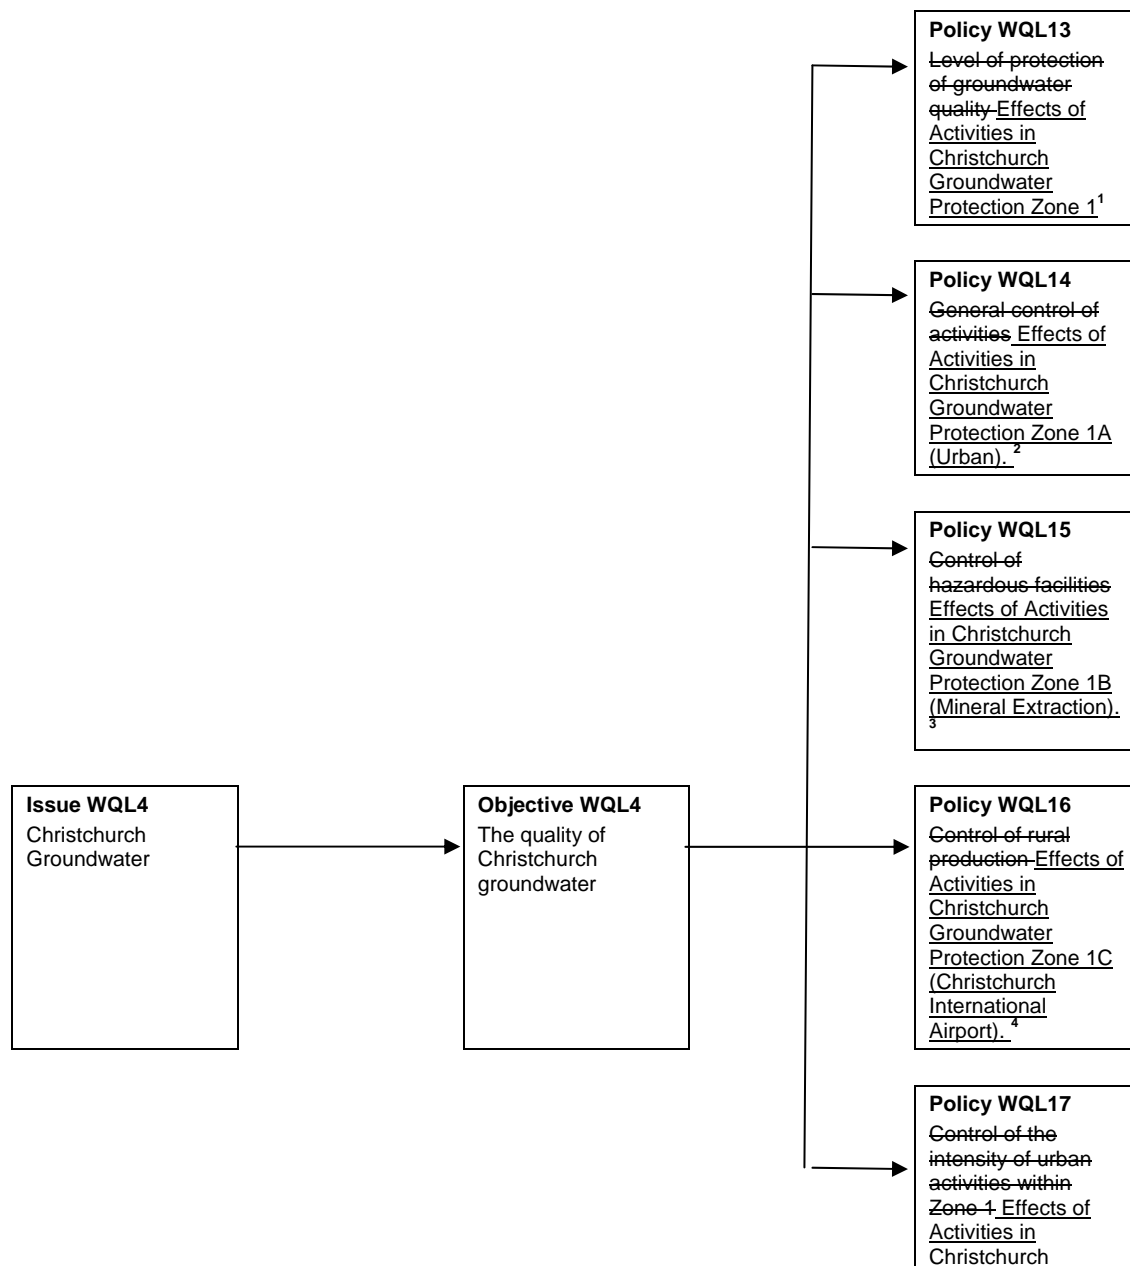 Policy WQL13
Level of protection
of groundwater
quality Effects of
Activities in
Christchurch
Groundwater
Protection Zone 1¹
Policy WQL14
General control of
activities Effects of
Activities in
Christchurch
Groundwater
Protection Zone 1A
(Urban). ²
Policy WQL15
Control of
hazardous facilities
Effects of Activities
in Christchurch
Groundwater
Protection Zone 1B
(Mineral Extraction).
³
Issue WQL4
Christchurch
Groundwater
Objective WQL4
The quality of
Christchurch
groundwater
Policy WQL16
Control of rural
production Effects of
Activities in
Christchurch
Groundwater
Protection Zone 1C
(Christchurch
International
Airport). ⁴
Policy WQL17
Control of the
intensity of urban
activities within
Zone 1 Effects of
Activities in
Christchurch